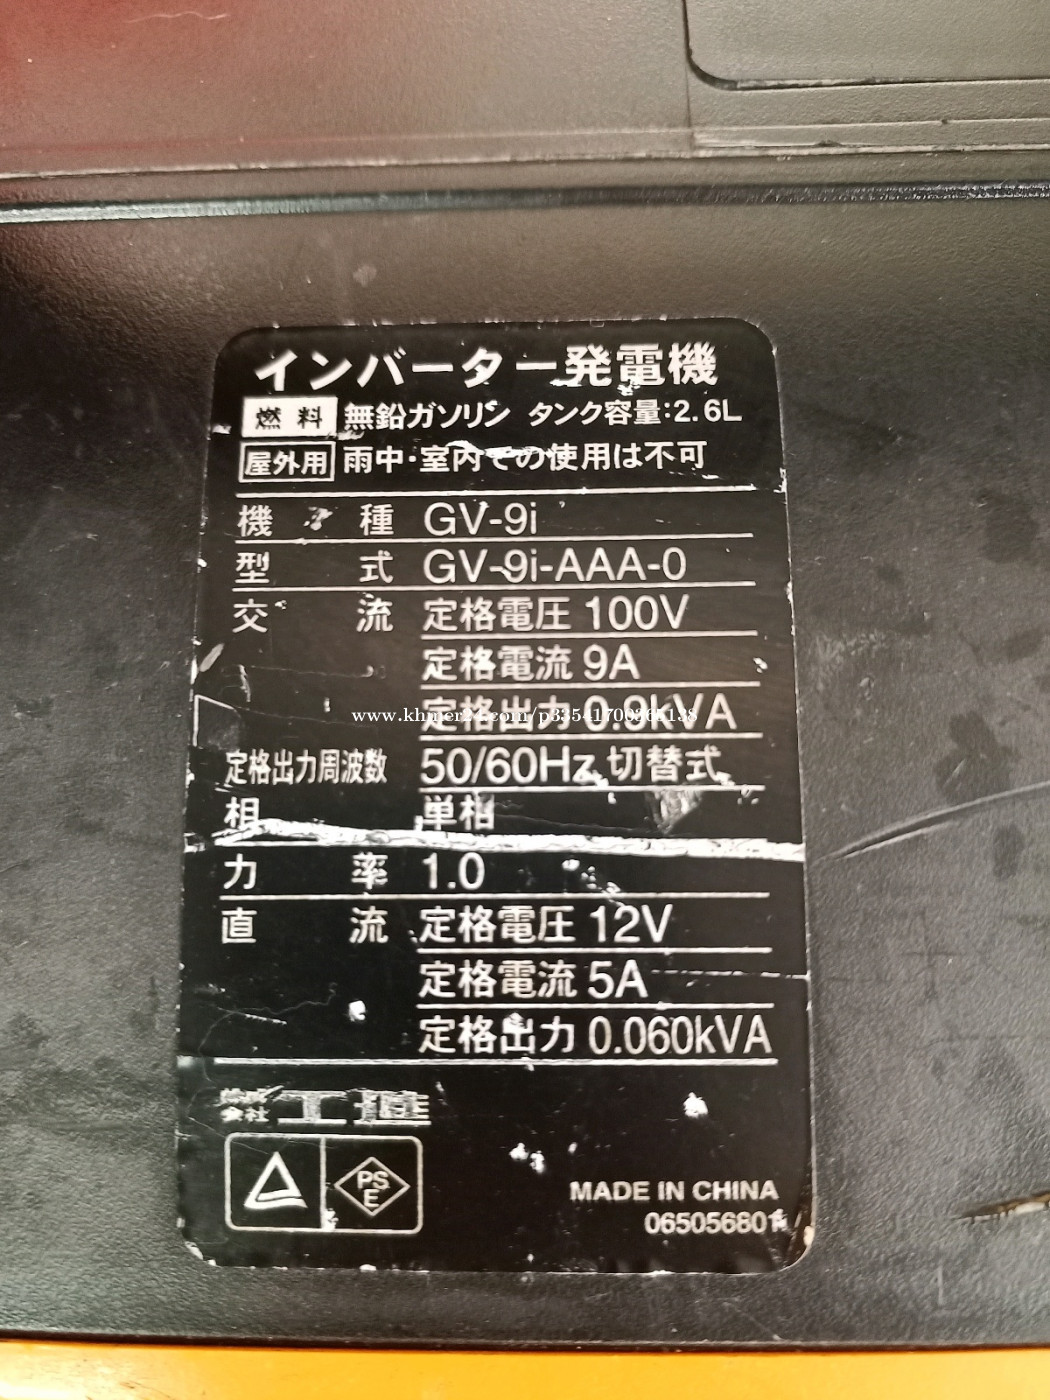 インバーター発電機
燃料 無鉛ガソリン タンク容量:2.6L
屋外用 雨中・室内での使用は不可
機種 GV-9i
型式 GV-9i-AAA-0
交流 定格電圧 100V
定格電流 9A
定格出力 0.9kVA
www.khmer24.com
定格出力周波数 50/60Hz 切替式
相 単相
力率 1.0
直流 定格電圧 12V
定格電流 5A
定格出力 0.060kVA
株式会社 工進
PS
E
MADE IN CHINA
065056801